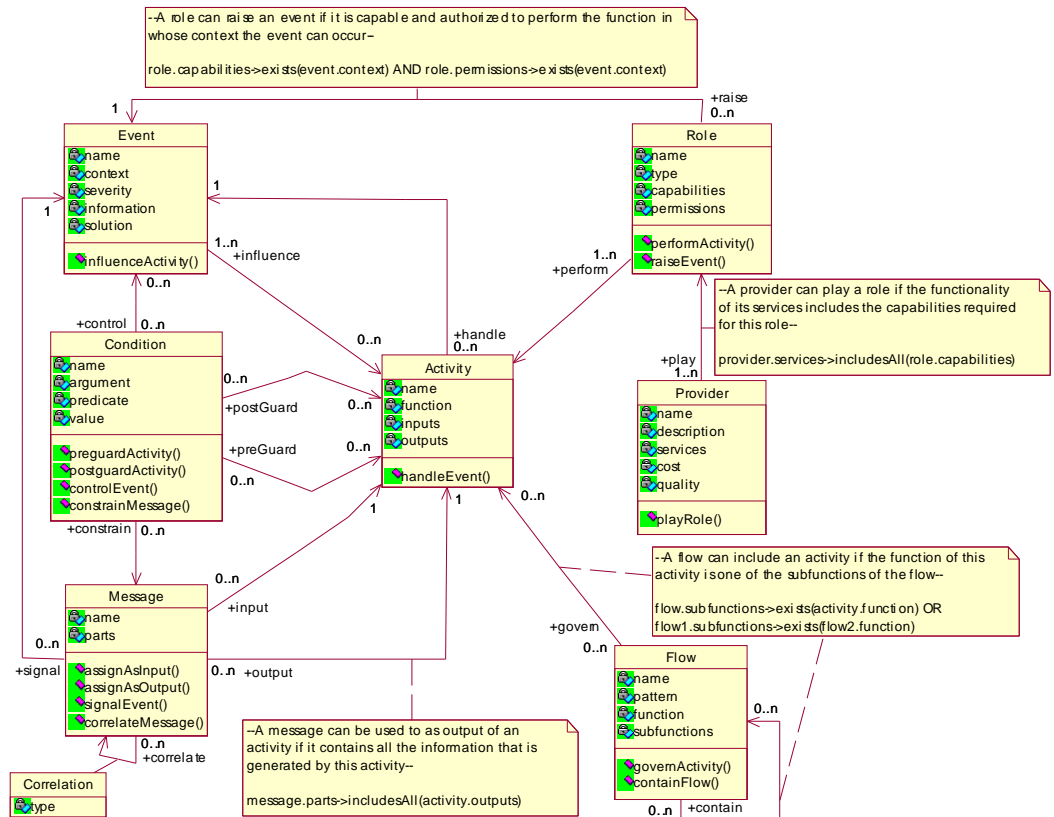 --A role can raise an event if it is capable and authorized to perform the function in
whose context the event can occur--
role.capabilities->exists(event.context) AND role.permissions->exists(event.context)
1
+raise
0..n
Event
name
context
severity
information
solution
influenceActivity()
Role
name
type
capabilities
permissions
performActivity()
raiseEvent()
1
1
1..n
+influence
1..n
+perform
0..n
--A provider can play a role if the functionality
of its services includes the capabilities required
for this role--
provider.services->includesAll(role.capabilities)
+control
0..n
0..n
+handle
0..n
Condition
name
argument
predicate
value
preguardActivity()
postguardActivity()
controlEvent()
constrainMessage()
0..n
+postGuard
0..n
+preGuard
0..n
0..n
Activity
name
function
inputs
outputs
handleEvent()
+play
1..n
Provider
name
description
services
cost
quality
playRole()
1
1
0..n
+constrain
0..n
0..n
+input
--A flow can include an activity if the function of this
activity is one of the subfunctions of the flow--
flow.subfunctions->exists(activity.function) OR
flow1.subfunctions->exists(flow2.function)
Message
name
parts
assignAsInput()
assignAsOutput()
signalEvent()
correlateMessage()
0..n
+signal
0..n
+output
+govern
0..n
Flow
name
pattern
function
subfunctions
governActivity()
containFlow()
0..n
--A message can be used to as output of an
activity if it contains all the information that is
generated by this activity--
message.parts->includesAll(activity.outputs)
0..n
+correlate
Correlation
type
0..n
+contain